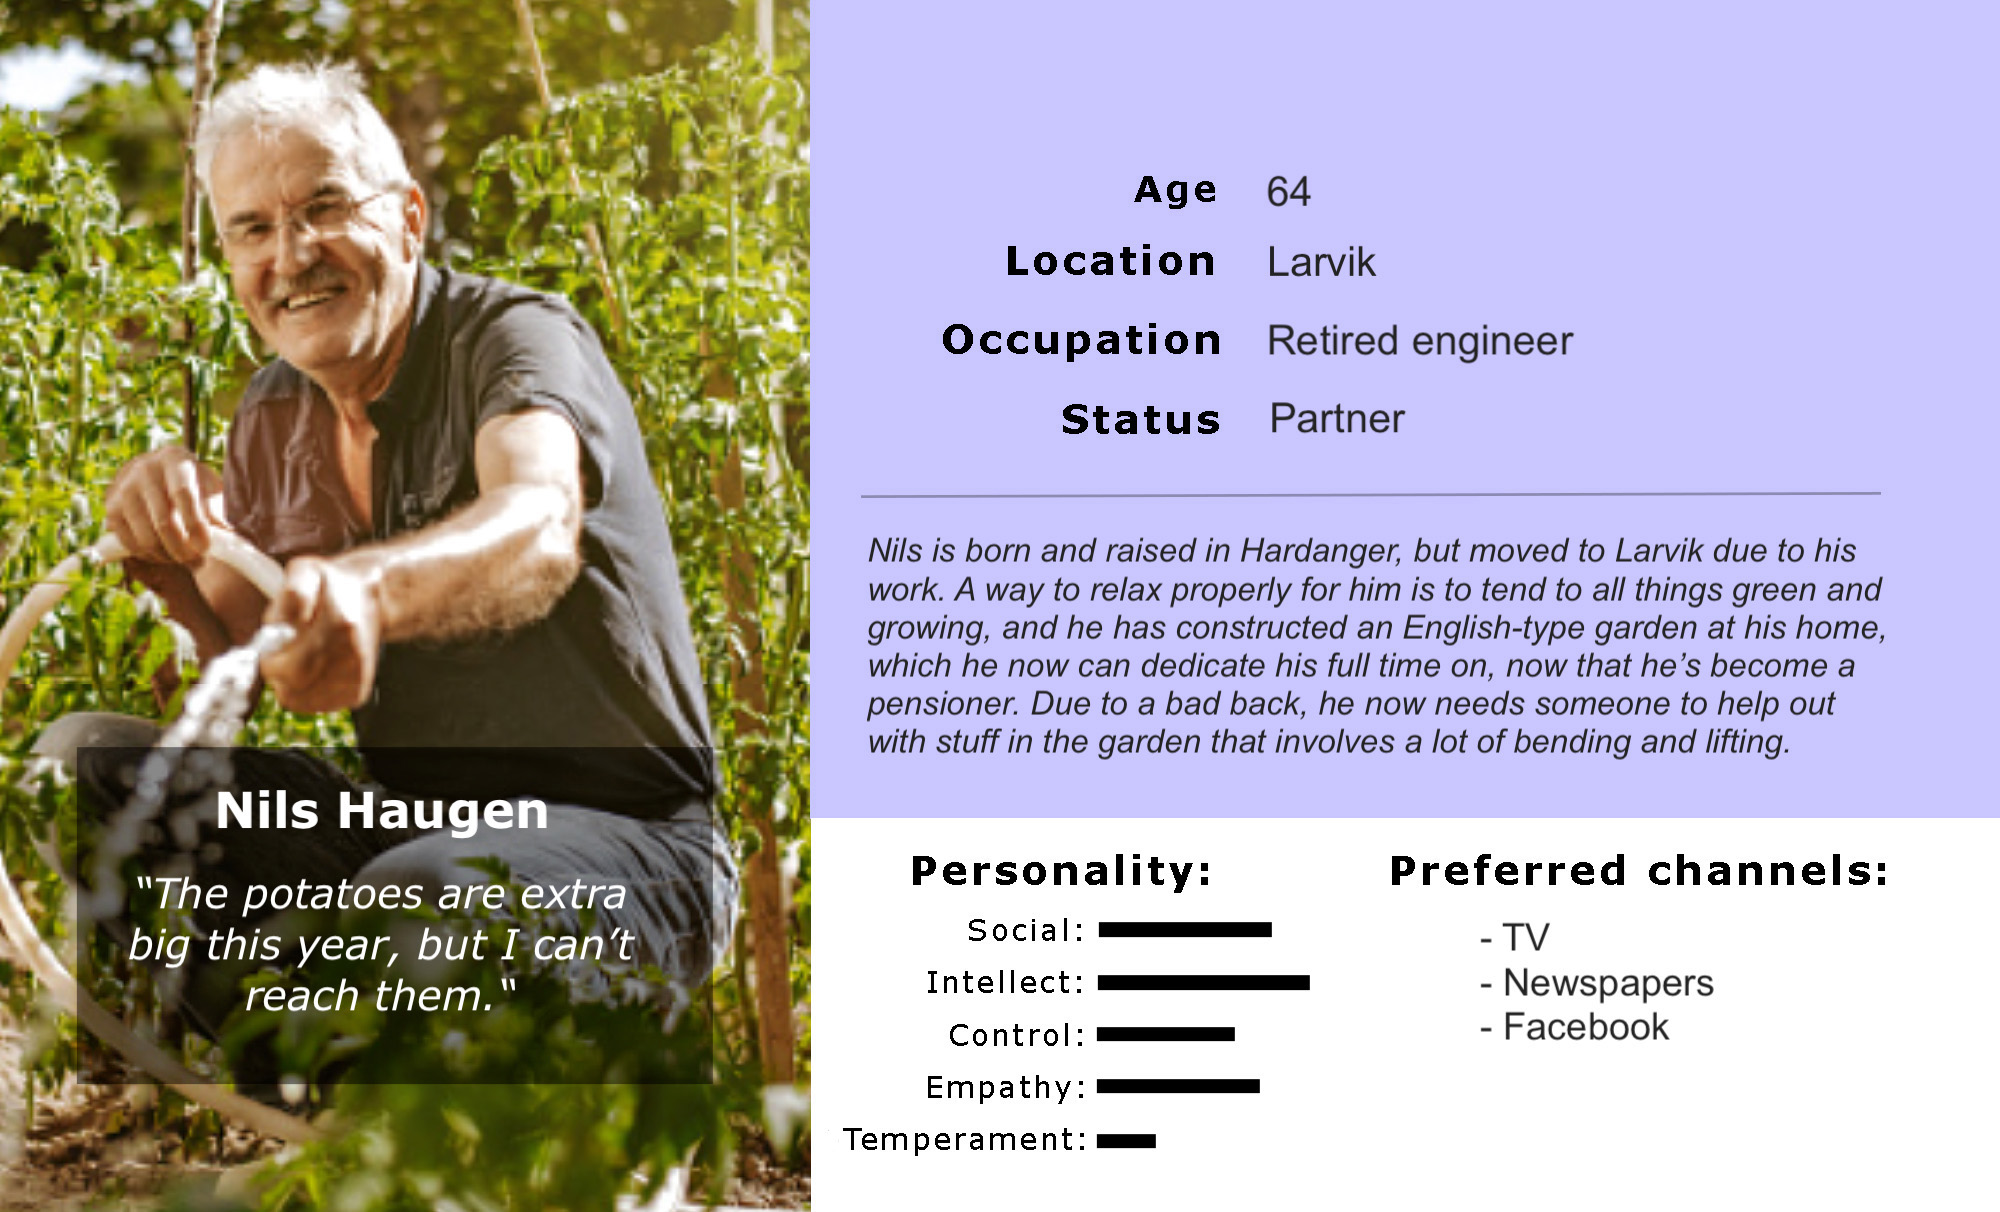 Age 64
Location Larvik
Occupation Retired engineer
Status Partner
Nils is born and raised in Hardanger, but moved to Larvik due to his
work. A way to relax properly for him is to tend to all things green and
growing, and he has constructed an English-type garden at his home,
which he now can dedicate his full time on, now that he’s become a
pensioner. Due to a bad back, he now needs someone to help out
with stuff in the garden that involves a lot of bending and lifting.
Nils Haugen
“The potatoes are extra
big this year, but I can’t
reach them.“
Personality:
Social:
Intellect:
Control:
Empathy:
Temperament:
Preferred channels:
- TV
- Newspapers
- Facebook